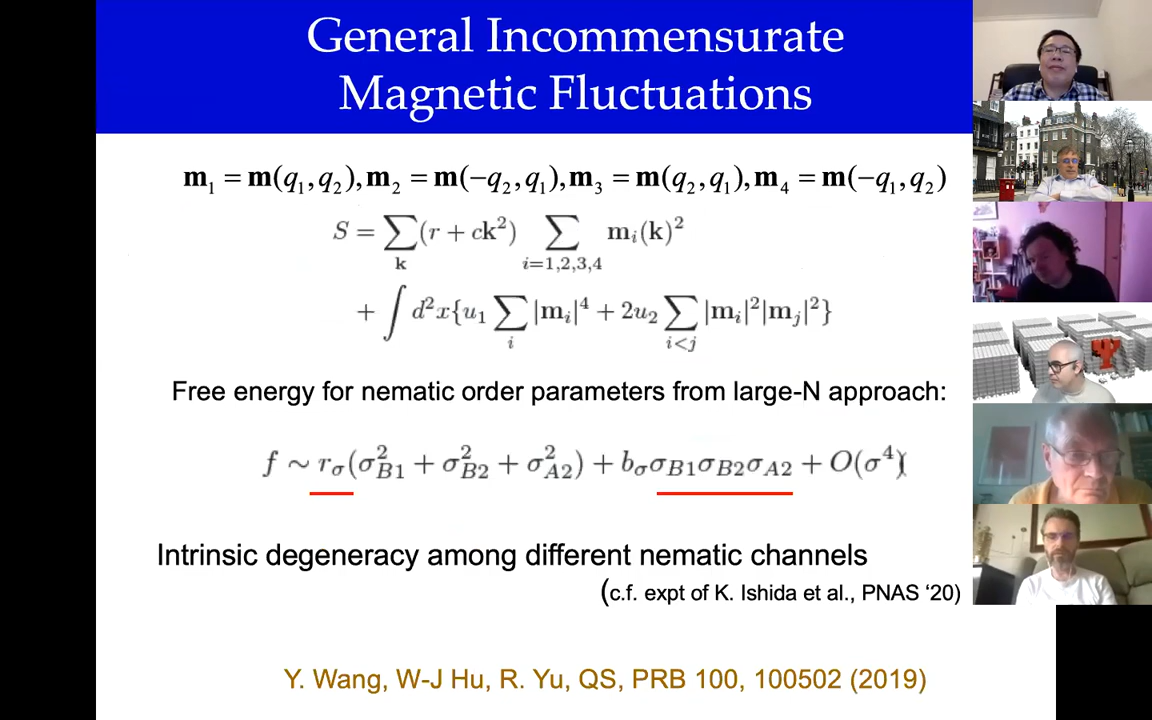 General Incommensurate
Magnetic Fluctuations
m₁ = m(q₁,q₂), m₂ = m(−q₂,q₁), m₃ = m(q₂,q₁), m₄ = m(−q₁,q₂)
S = ∑_k (r + ck²) ∑_{i=1,2,3,4} m_i(k)²
+ ∫ d²x{u₁ ∑_i |m_i|⁴ + 2u₂ ∑_{i<j} |m_i|²|m_j|²}
Free energy for nematic order parameters from large-N approach:
f ∼ r_σ(σ²_{B1} + σ²_{B2} + σ²_{A2}) + b_σσ_{B1}σ_{B2}σ_{A2} + O(σ⁴)
Intrinsic degeneracy among different nematic channels
(c.f. expt of K. Ishida et al., PNAS ‘20)
Y. Wang, W-J Hu, R. Yu, QS, PRB 100, 100502 (2019)